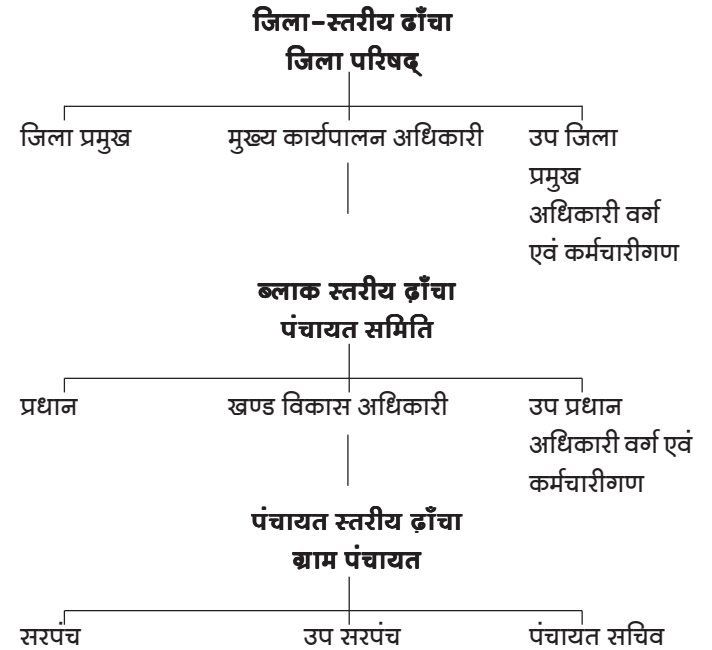 जिला-स्तरीय ढाँचा
जिला परिषद्
जिला प्रमुख मुख्य कार्यपालन अधिकारी उप जिला
प्रमुख
अधिकारी वर्ग
एवं कर्मचारीगण
ब्लाक स्तरीय ढ़ाँचा
पंचायत समिति
प्रधान खण्ड विकास अधिकारी उप प्रधान
अधिकारी वर्ग एवं
कर्मचारीगण
पंचायत स्तरीय ढ़ाँचा
ग्राम पंचायत
सरपंच उप सरपंच पंचायत सचिव